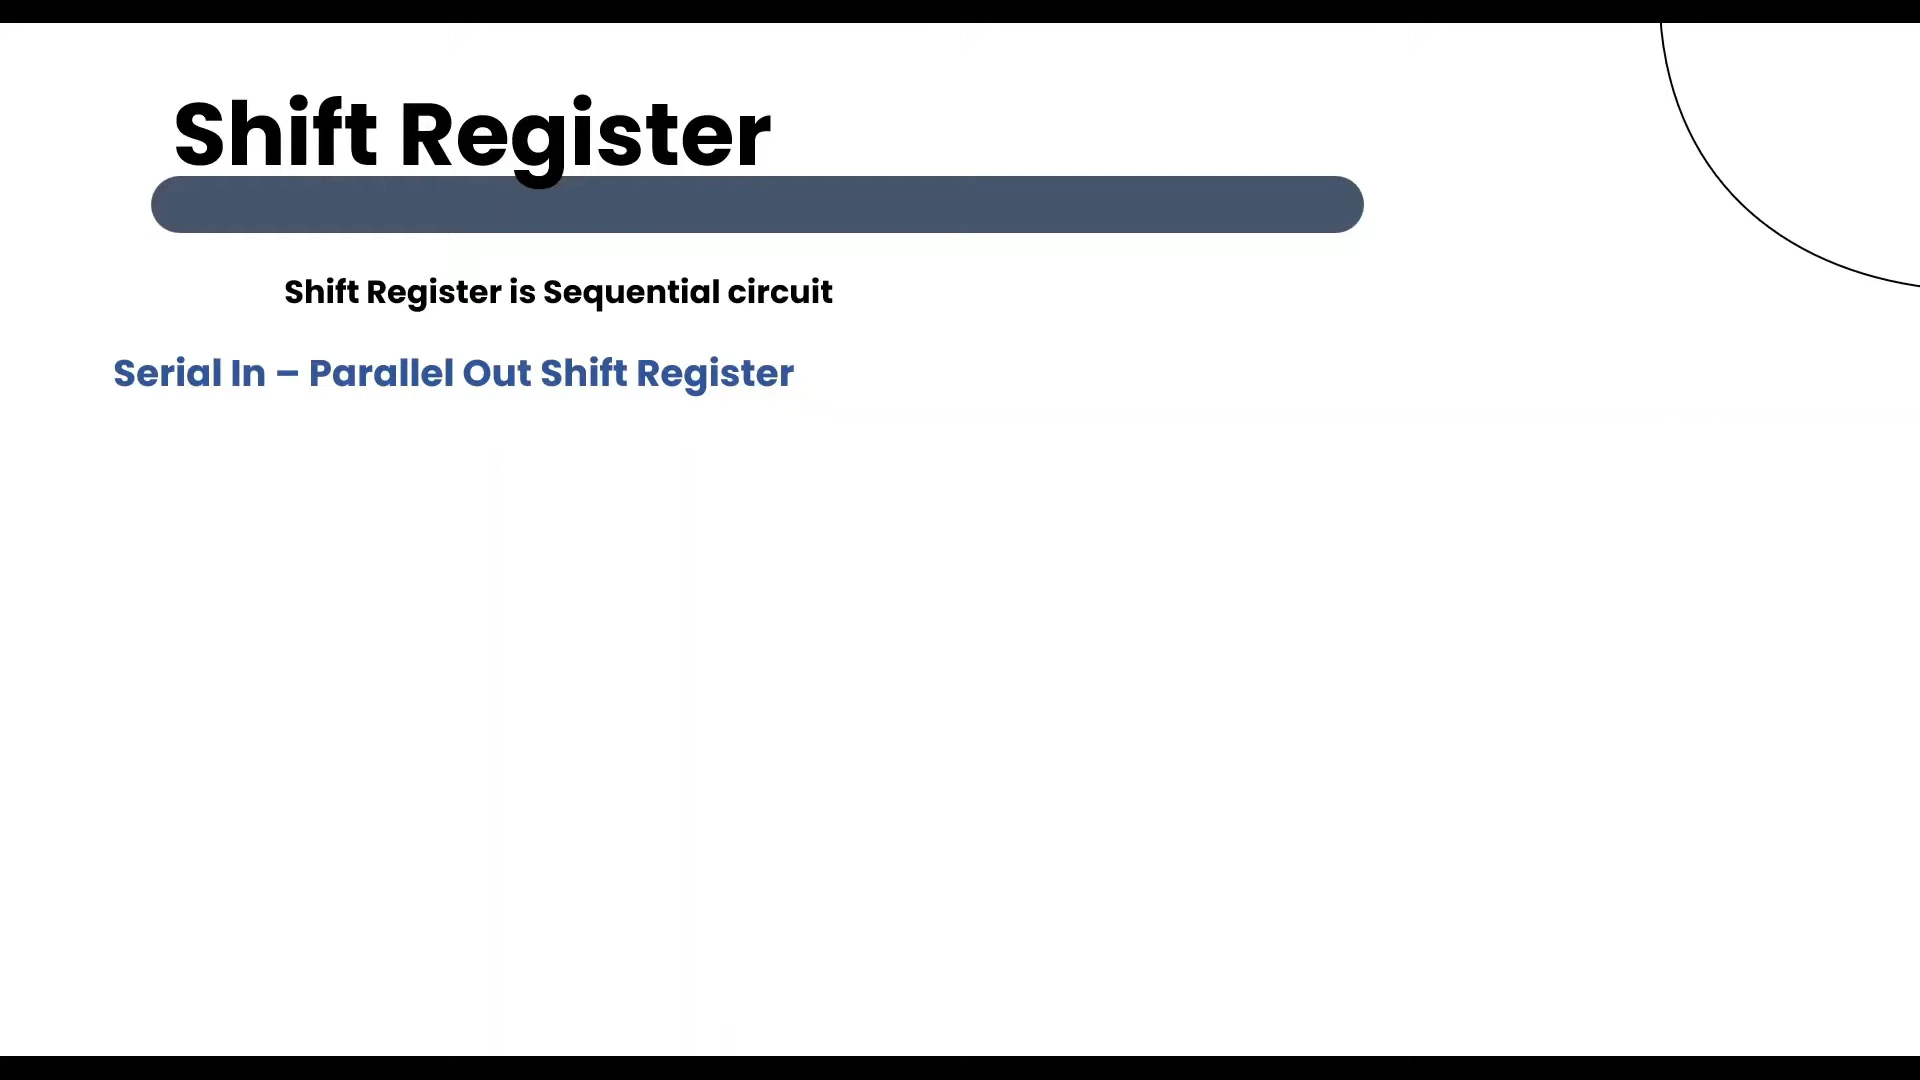 Shift Register
Shift Register is Sequential circuit
Serial In – Parallel Out Shift Register